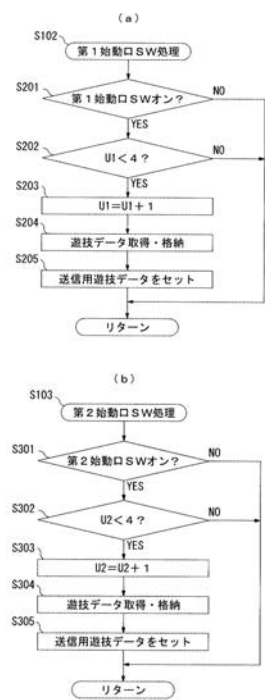 (a)
S102
第1始動口SW処理
S201
第1始動口SWオン?
NO
YES
S202
U1<4?
NO
YES
S203
U1=U1+1
S204
遊技データ取得・格納
S205
送信用遊技データをセット
リターン
(b)
S103
第2始動口SW処理
S301
第2始動口SWオン?
NO
YES
S302
U2<4?
NO
YES
S303
U2=U2+1
S304
遊技データ取得・格納
S305
送信用遊技データをセット
リターン